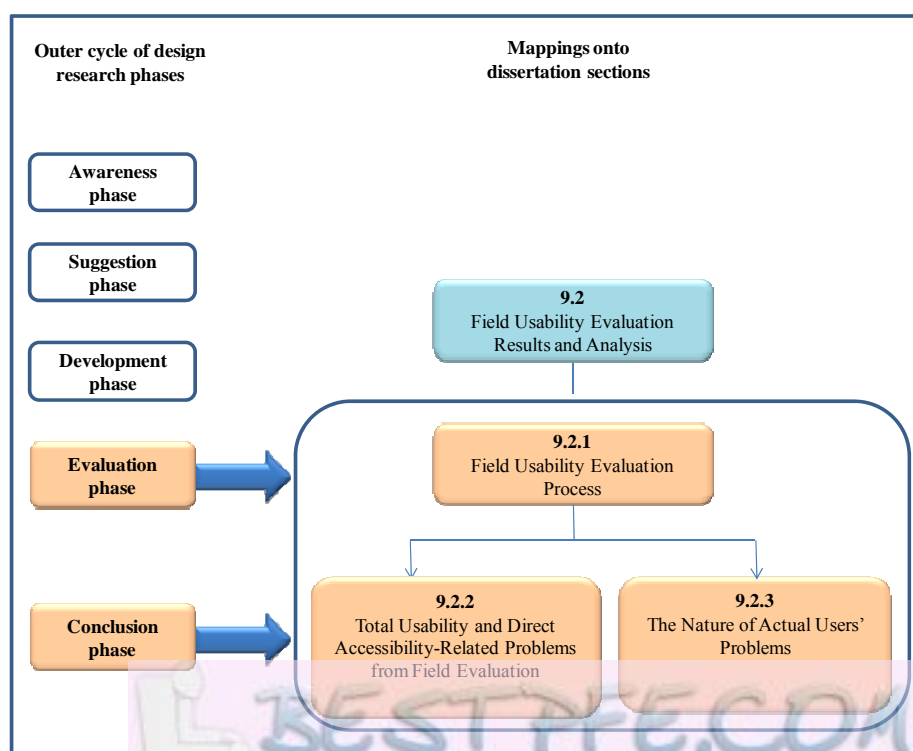 Outer cycle of design
research phases
Mappings onto
dissertation sections
Awareness
phase
Suggestion
phase
Development
phase
Evaluation
phase
Conclusion
phase
9.2
Field Usability Evaluation
Results and Analysis
9.2.1
Field Usability Evaluation
Process
9.2.2
Total Usability and Direct
Accessibility-Related Problems
from Field Evaluation
9.2.3
The Nature of Actual Users’
Problems
BESTPFE.COM